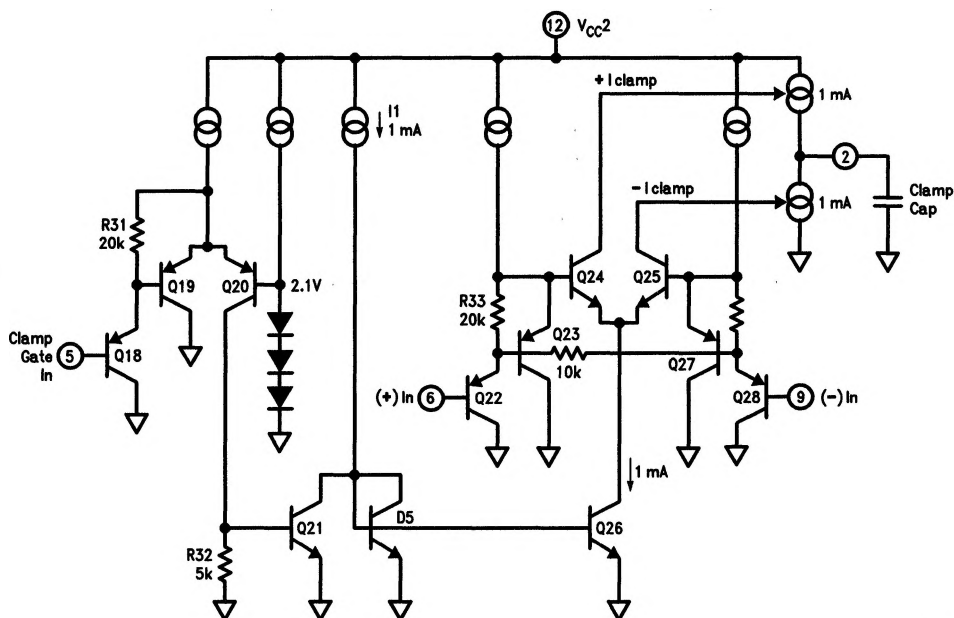 12 VCC2
+I clamp
1 mA
I1
1 mA
2
–I clamp
1 mA
Clamp
Cap
R31
20k
Q19
Q20
2.1V
Q24
Q25
R33
20k
Q23
10k
Q27
Clamp
Gate
In
5
Q18
(+) In 6
Q22
Q28
9 (–) In
1 mA
Q21
D5
Q26
R32
5k